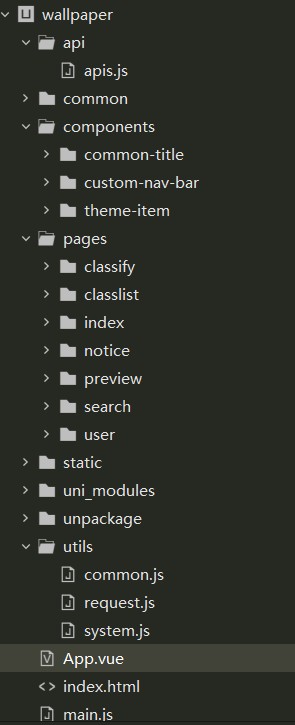 wallpaper
api
apis.js
common
components
common-title
custom-nav-bar
theme-item
pages
classify
classlist
index
notice
preview
search
user
static
uni_modules
unpackage
utils
common.js
request.js
system.js
App.vue
index.html
main.js